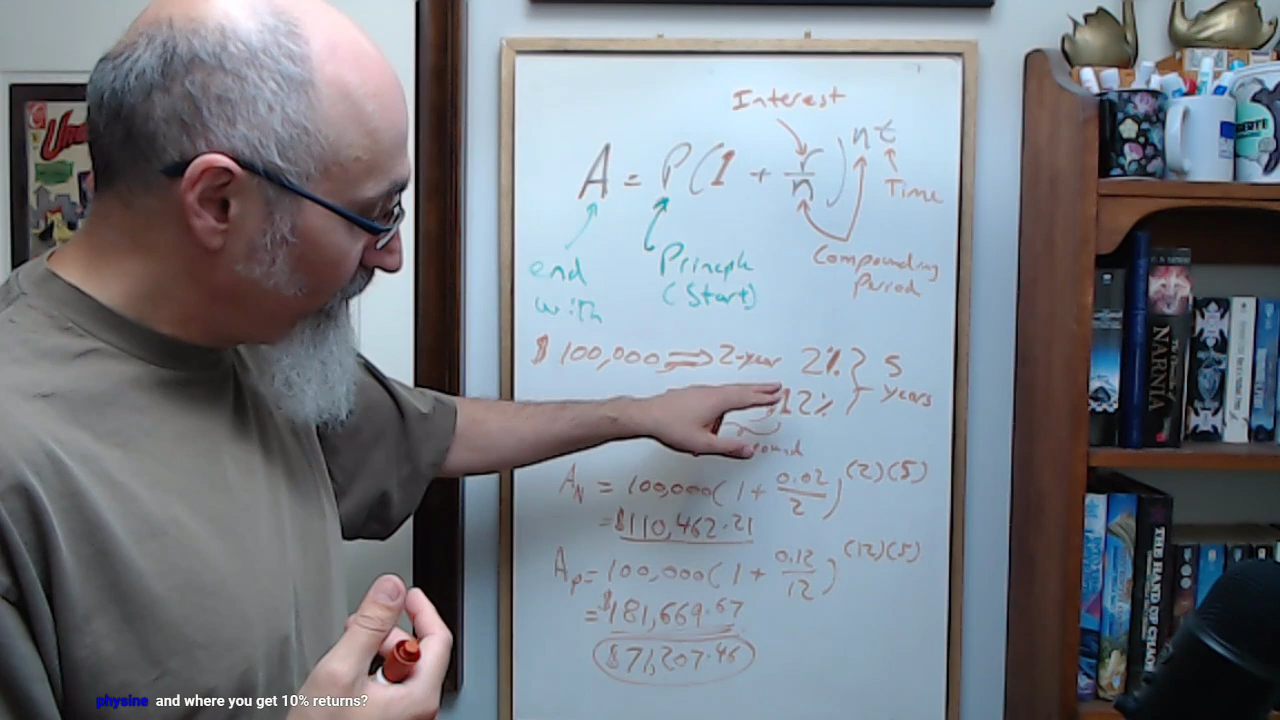 Interest
A = P(1 + r/n)^nt
Time
end with
Principle (Start)
Compounding Period
$100,000 ⇒ 2-year 2% } 5 years
12%
A_N = 100,000(1 + 0.02/2)^(2)(5)
= $110,462.21
A_P = 100,000(1 + 0.12/12)^(12)(5)
= $181,669.67
$71,207.46
NARNIA
THE HAND OF CHAOS
physine and where you get 10% returns?